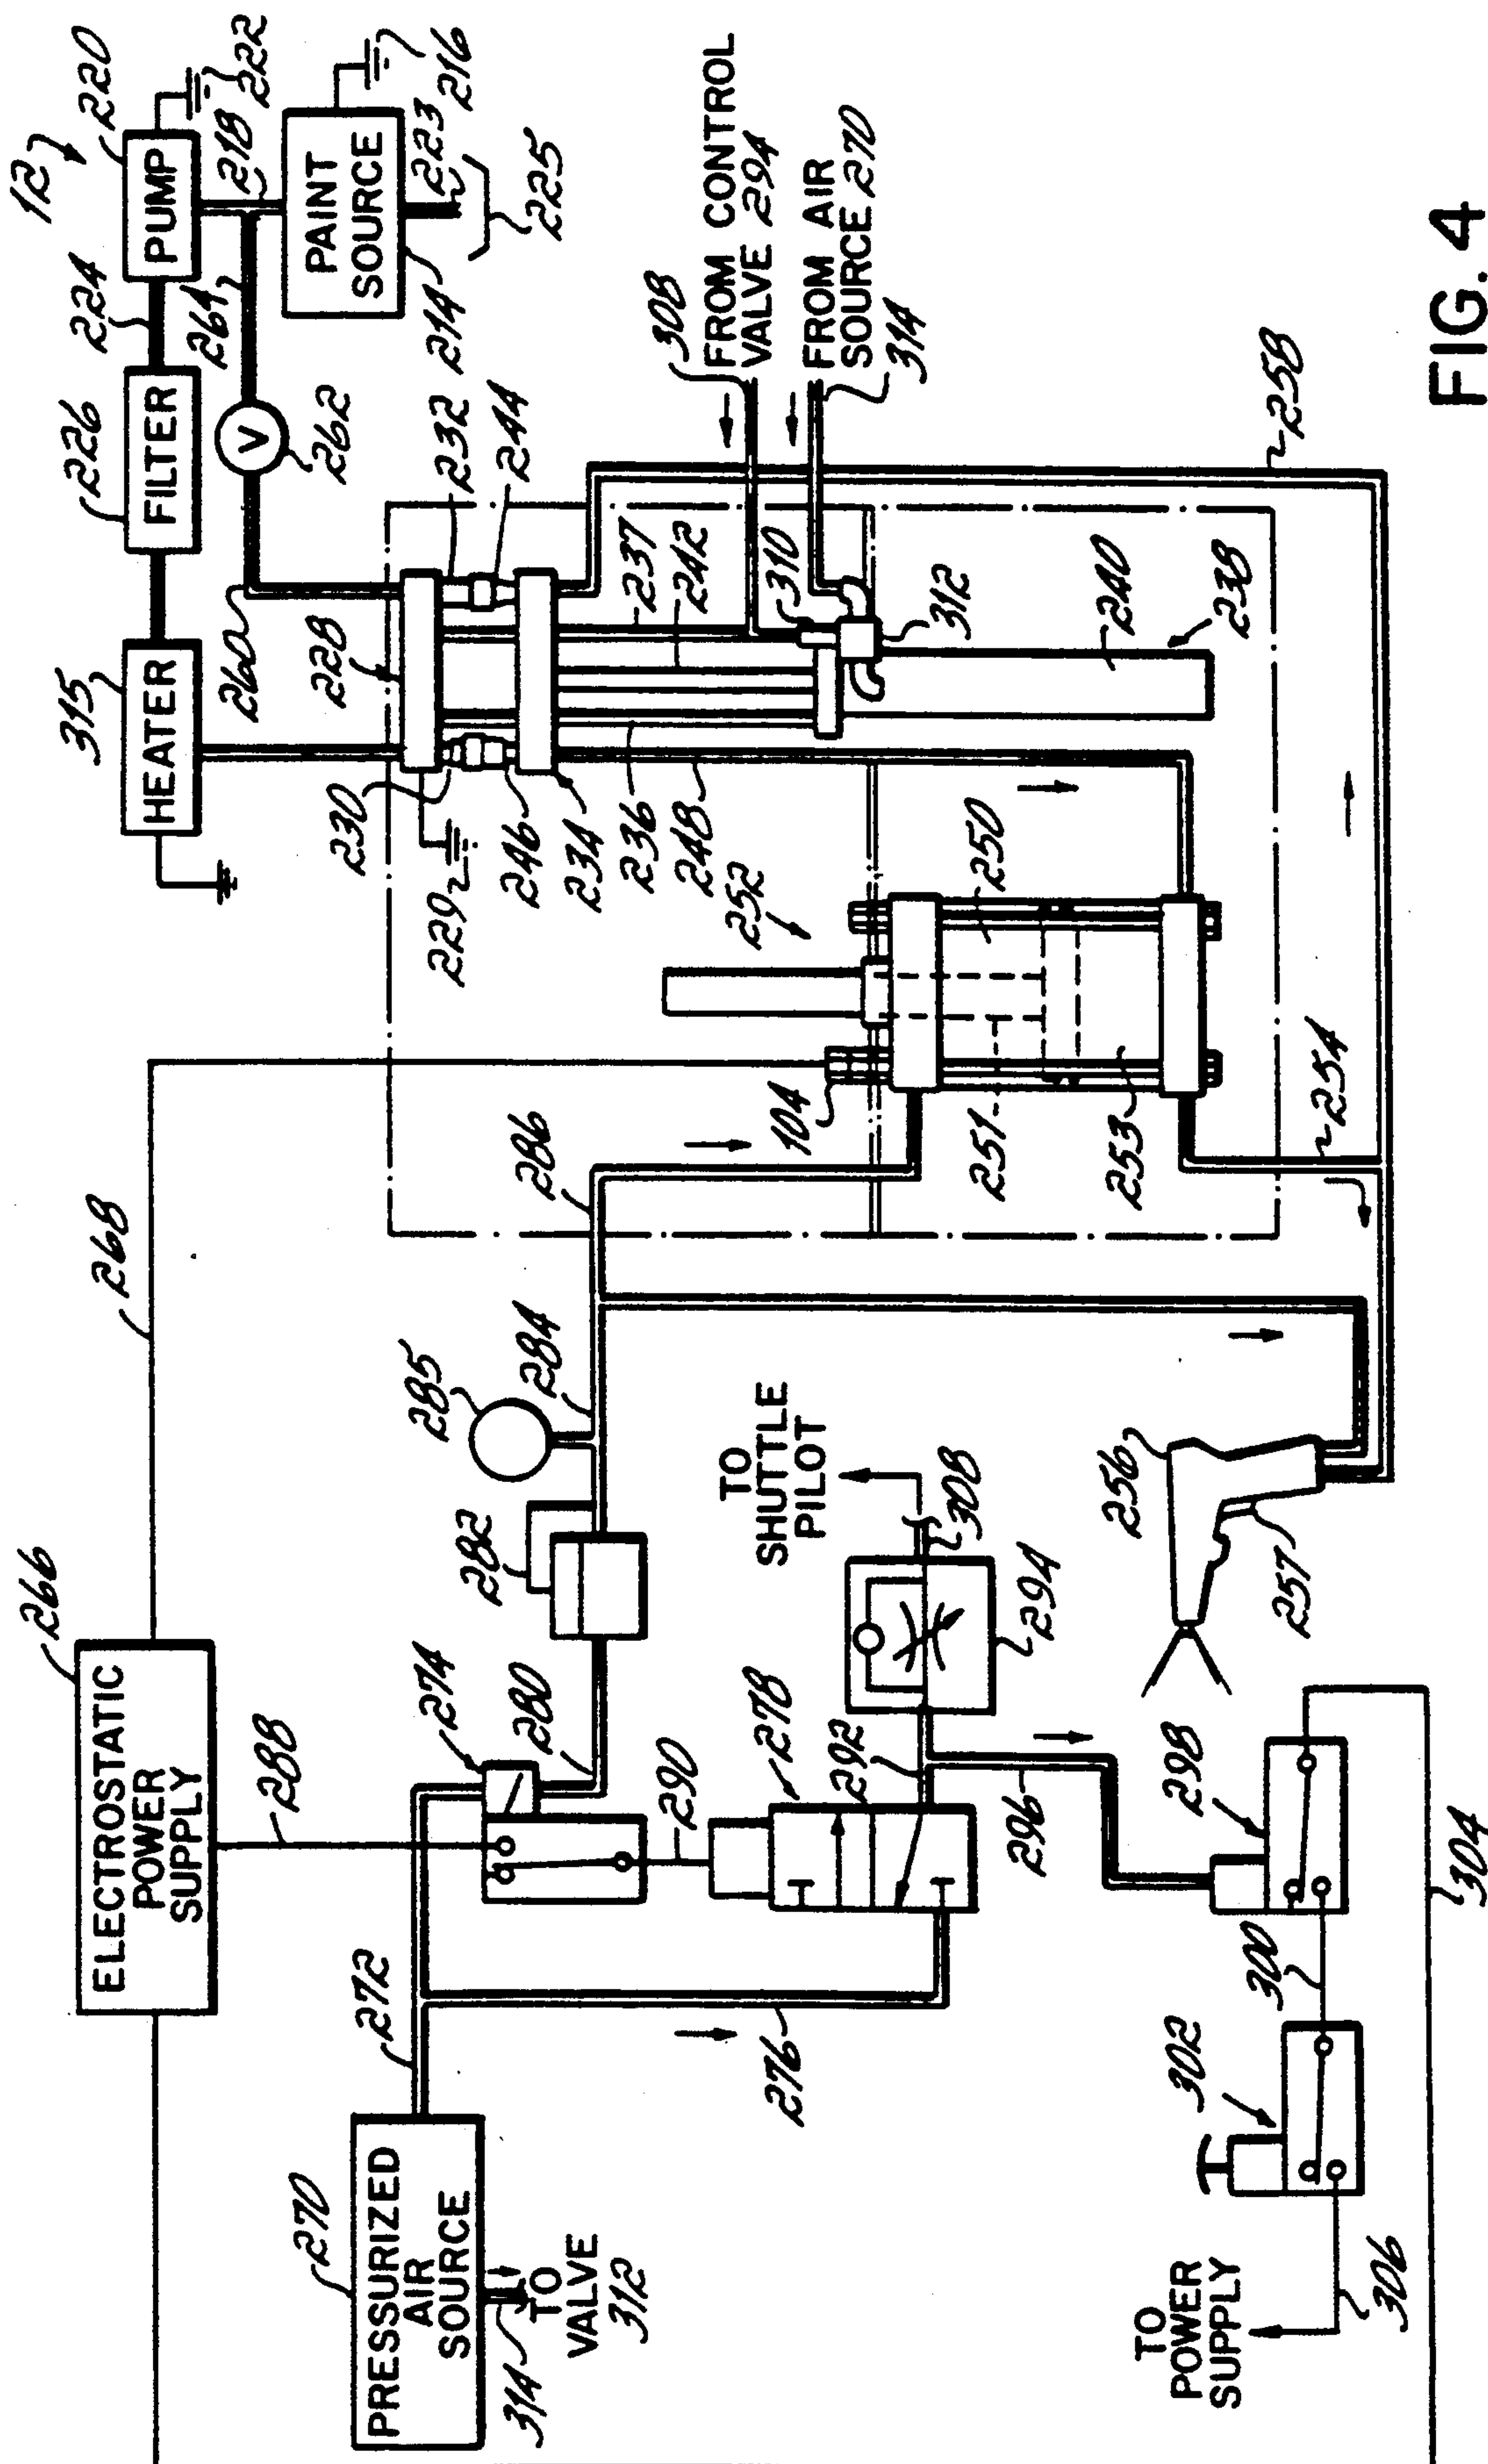 12
220
222
PUMP
218
PAINT
SOURCE
223
216
225
214
224
261
226
FILTER
V
262
315
HEATER
260
228
232
244
230
229
246
234
236
248
237
242
310
312
240
238
308
FROM CONTROL
VALVE 294
FROM AIR
SOURCE 270
314
258
252
250
104
251
253
254
268
286
284
285
282
266
ELECTROSTATIC
POWER
SUPPLY
288
274
280
290
278
292
TO
SHUTTLE
PILOT
308
294
296
256
257
298
300
302
304
306
TO
POWER
SUPPLY
272
276
270
PRESSURIZED
AIR
SOURCE
314
TO
VALVE
312
FIG. 4